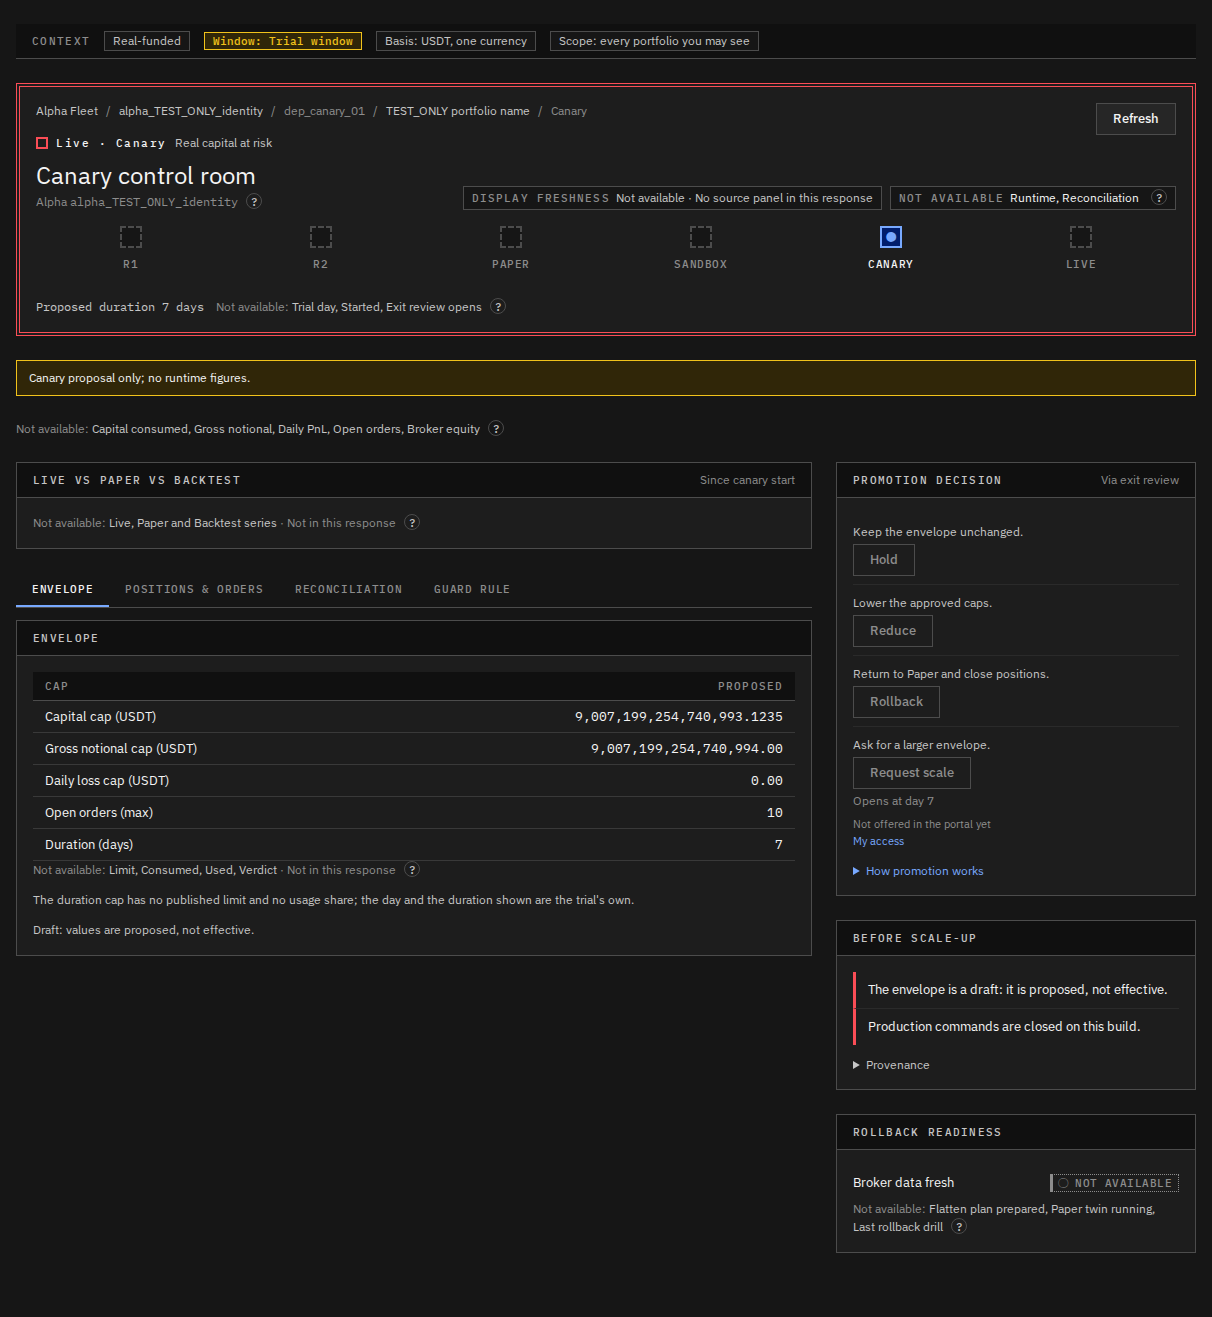 CONTEXT Real-funded Window: Trial window Basis: USDT, one currency Scope: every portfolio you may see
Alpha Fleet / alpha_TEST_ONLY_identity / dep_canary_01 / TEST_ONLY portfolio name / Canary
Refresh
Live · Canary Real capital at risk
Canary control room
Alpha alpha_TEST_ONLY_identity ?
DISPLAY FRESHNESS Not available · No source panel in this response
NOT AVAILABLE Runtime, Reconciliation ?
R1 R2 PAPER SANDBOX CANARY LIVE
Proposed duration 7 days Not available: Trial day, Started, Exit review opens ?
Canary proposal only; no runtime figures.
Not available: Capital consumed, Gross notional, Daily PnL, Open orders, Broker equity ?
LIVE VS PAPER VS BACKTEST Since canary start
Not available: Live, Paper and Backtest series · Not in this response ?
ENVELOPE POSITIONS & ORDERS RECONCILIATION GUARD RULE
ENVELOPE
CAP PROPOSED
Capital cap (USDT) 9,007,199,254,740,993.1235
Gross notional cap (USDT) 9,007,199,254,740,994.00
Daily loss cap (USDT) 0.00
Open orders (max) 10
Duration (days) 7
Not available: Limit, Consumed, Used, Verdict · Not in this response ?
The duration cap has no published limit and no usage share; the day and the duration shown are the trial's own.
Draft: values are proposed, not effective.
PROMOTION DECISION Via exit review
Keep the envelope unchanged.
Hold
Lower the approved caps.
Reduce
Return to Paper and close positions.
Rollback
Ask for a larger envelope.
Request scale
Opens at day 7
Not offered in the portal yet
My access
How promotion works
BEFORE SCALE-UP
The envelope is a draft: it is proposed, not effective.
Production commands are closed on this build.
Provenance
ROLLBACK READINESS
Broker data fresh NOT AVAILABLE
Not available: Flatten plan prepared, Paper twin running,
Last rollback drill ?